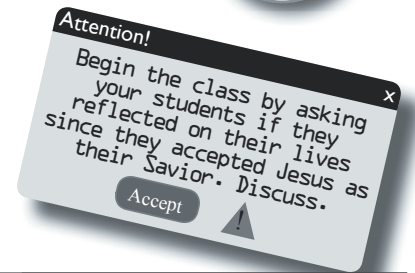 Attention!
x
Begin the class by asking
your students if they
reflected on their lives
since they accepted Jesus as
their Savior. Discuss.
Accept
!